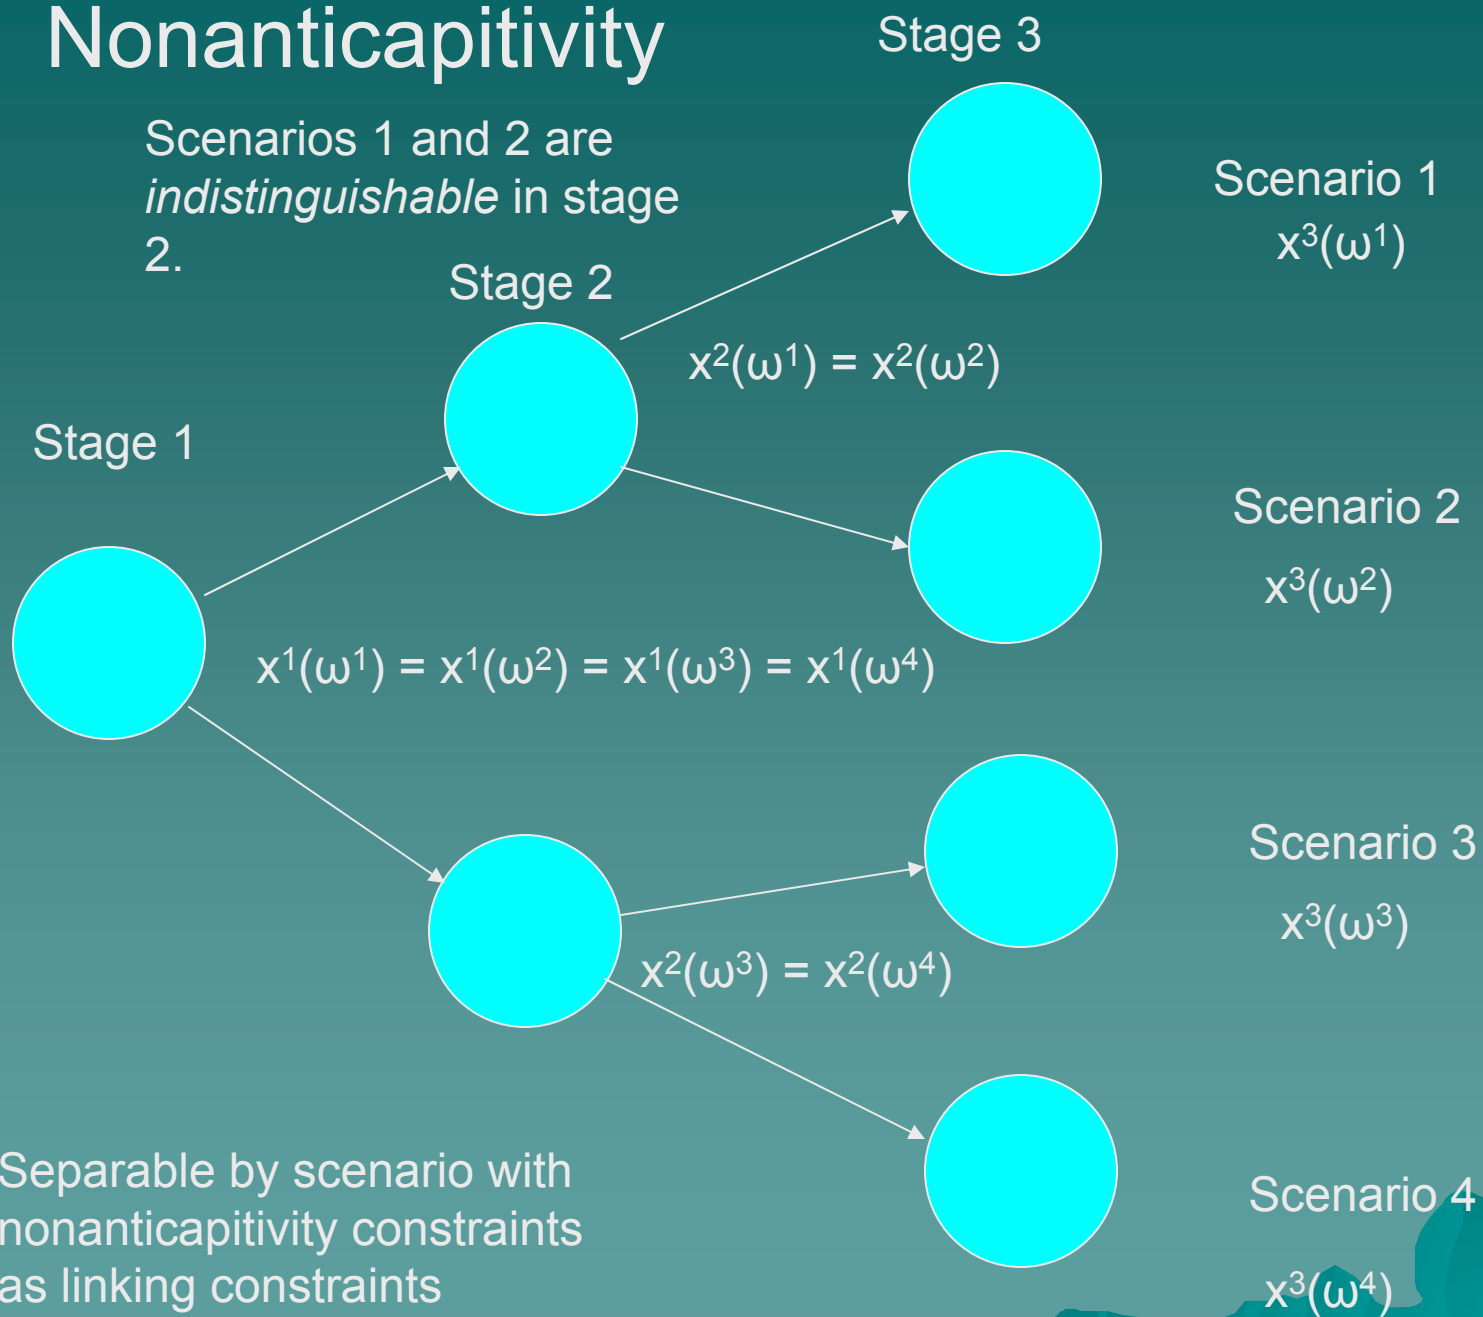 Nonanticapitivity
Stage 3
Scenarios 1 and 2 are
indistinguishable in stage
2.
Scenario 1
x³(ω¹)
Stage 2
x²(ω¹) = x²(ω²)
Stage 1
Scenario 2
x³(ω²)
x¹(ω¹) = x¹(ω²) = x¹(ω³) = x¹(ω⁴)
Scenario 3
x³(ω³)
x²(ω³) = x²(ω⁴)
Separable by scenario with
nonanticapitivity constraints
as linking constraints
Scenario 4
x³(ω⁴)